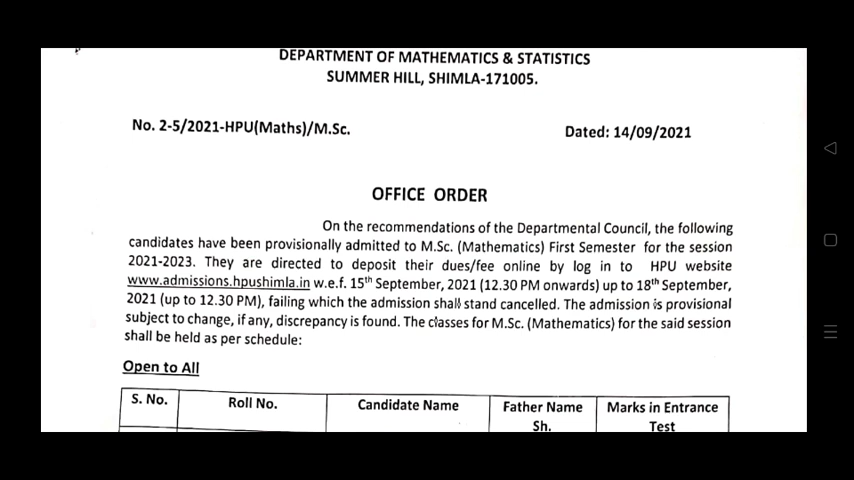 DEPARTMENT OF MATHEMATICS & STATISTICS
SUMMER HILL, SHIMLA-171005.
No. 2-5/2021-HPU(Maths)/M.Sc.
Dated: 14/09/2021
OFFICE ORDER
On the recommendations of the Departmental Council, the following
candidates have been provisionally admitted to M.Sc. (Mathematics) First Semester for the session
2021-2023. They are directed to deposit their dues/fee online by log in to HPU website
www.admissions.hpushimla.in w.e.f. 15th September, 2021 (12.30 PM onwards) up to 18th September,
2021 (up to 12.30 PM), failing which the admission shall stand cancelled. The admission is provisional
subject to change, if any, discrepancy is found. The classes for M.Sc. (Mathematics) for the said session
shall be held as per schedule:
Open to All
S. No. Roll No. Candidate Name Father Name Marks in Entrance
Sh. Test